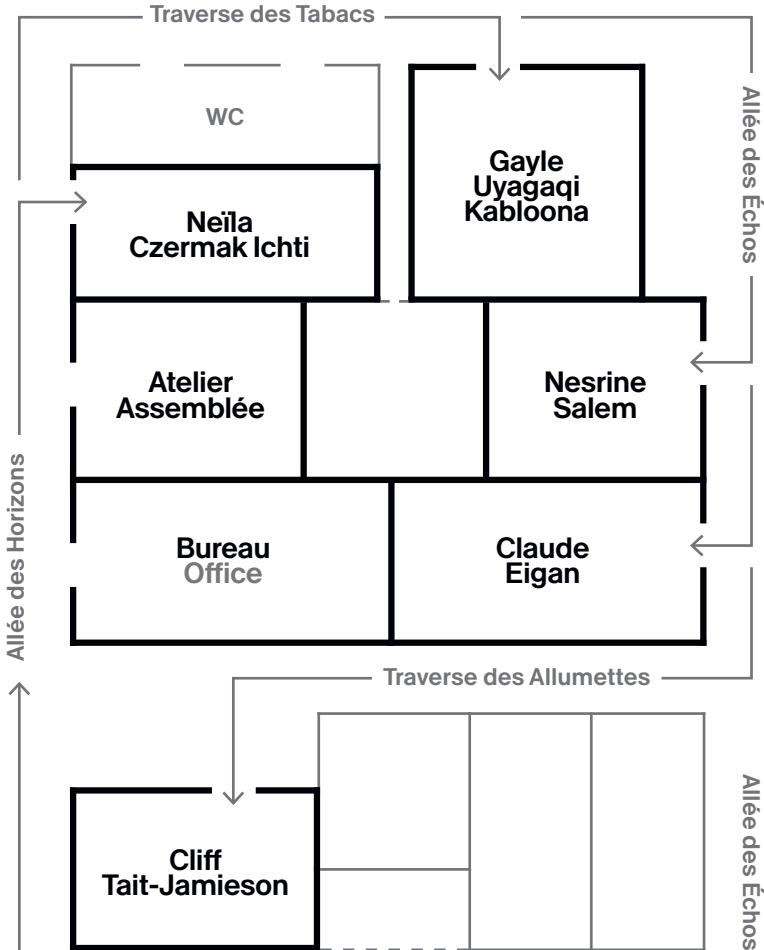 Traverse des Tabacs
WC
Allée des Échos
Gayle
Uyagaqi
Kabloona
Neïla
Czermak Ichti
Atelier
Assemblée
Nesrine
Salem
Allée des Horizons
Bureau
Office
Claude
Eigan
Traverse des Allumettes
Cliff
Tait-Jamieson
Allée des Échos